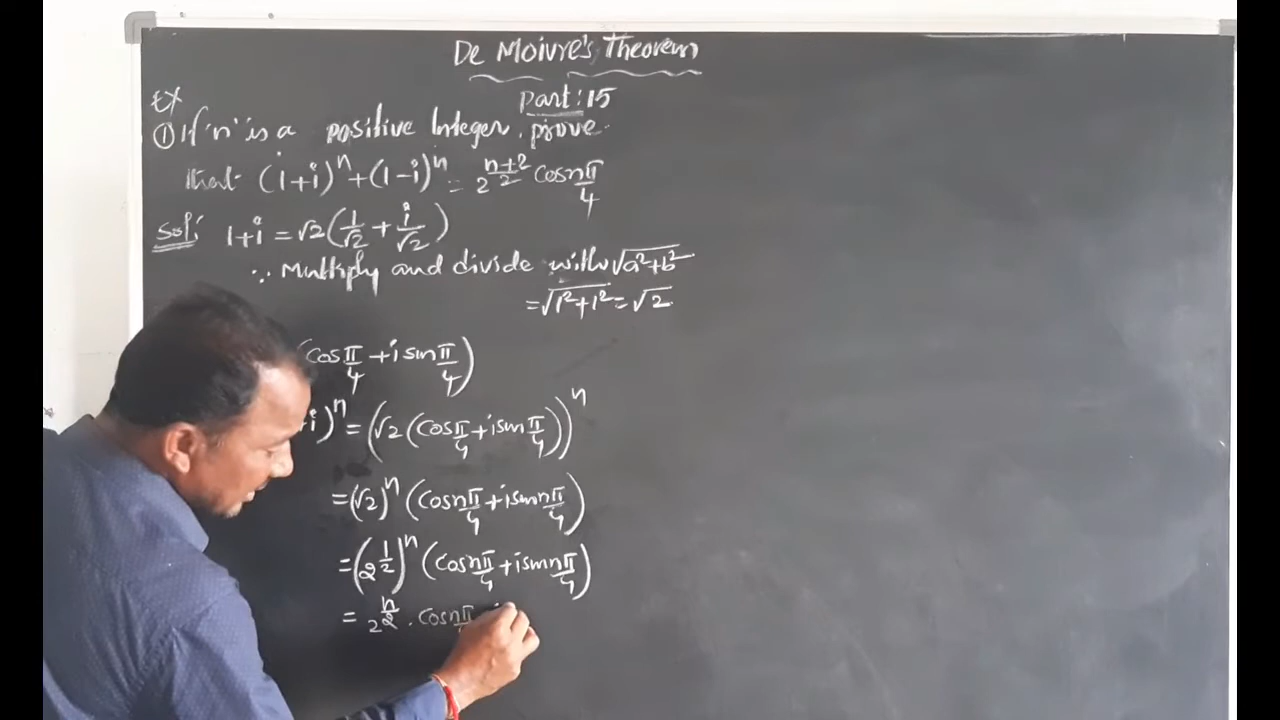 De Moivre's Theorem
Part: 15
Ex
① If 'n' is a positive Integer. prove
that (1+i)ⁿ+(1-i)ⁿ = 2^((n+2)/2) cos nπ/4
Sol: 1+i = √2(1/√2 + i/√2)
∵ Multiply and divide with √(a²+b²)
= √(1²+1²) = √2
(cos π/4 + i sin π/4)
i)ⁿ = (√2 (cos π/4 + i sin π/4))ⁿ
= (√2)ⁿ (cos nπ/4 + i sin nπ/4)
= (2^(1/2))ⁿ (cos nπ/4 + i sin nπ/4)
= 2^(n/2) . cos nπ